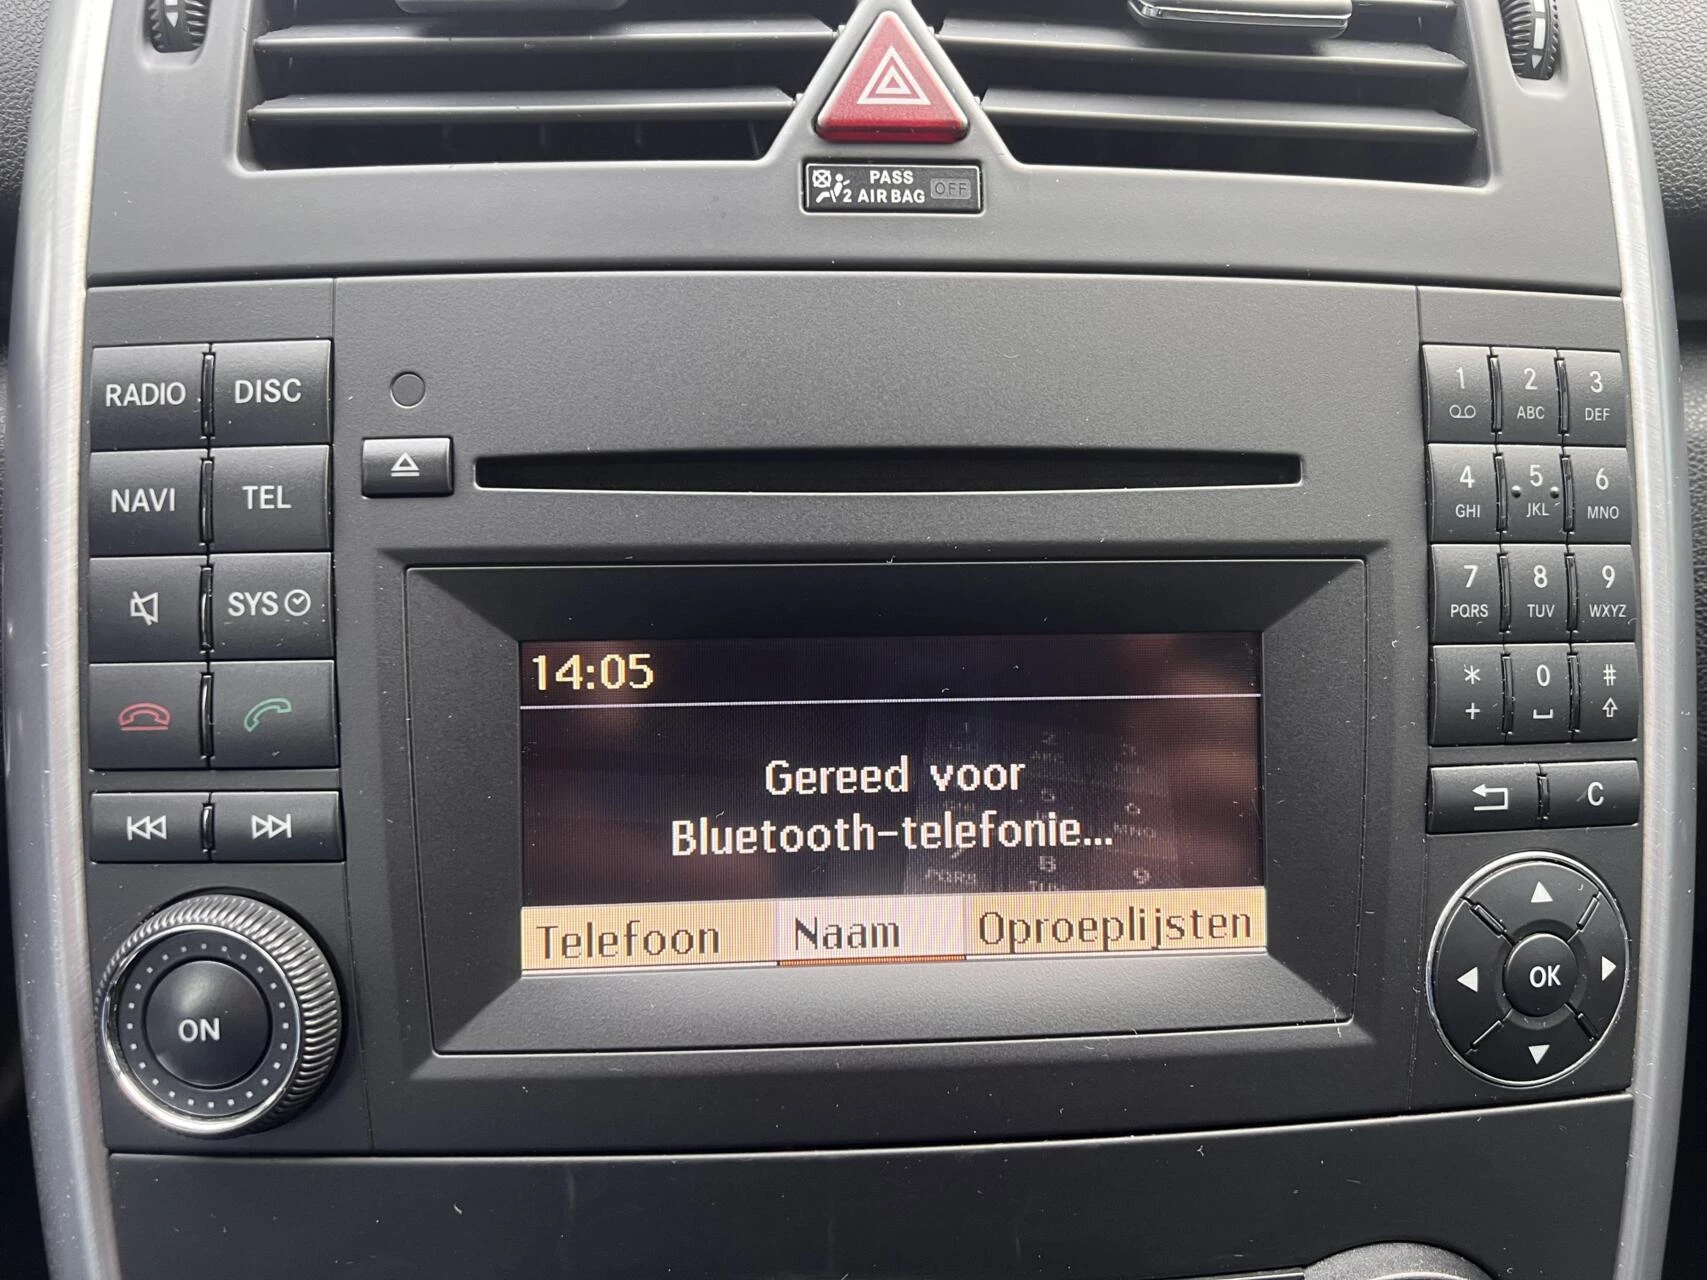 PASS
2 AIR BAG OFF
RADIO DISC
NAVI TEL
SYS
ON
1 2 ABC 3 DEF
4 GHI 5 JKL 6 MNO
7 PQRS 8 TUV 9 WXYZ
* 0 #
+
C
OK
14:05
Gereed voor
Bluetooth-telefonie...
Telefoon Naam Oproeplijsten